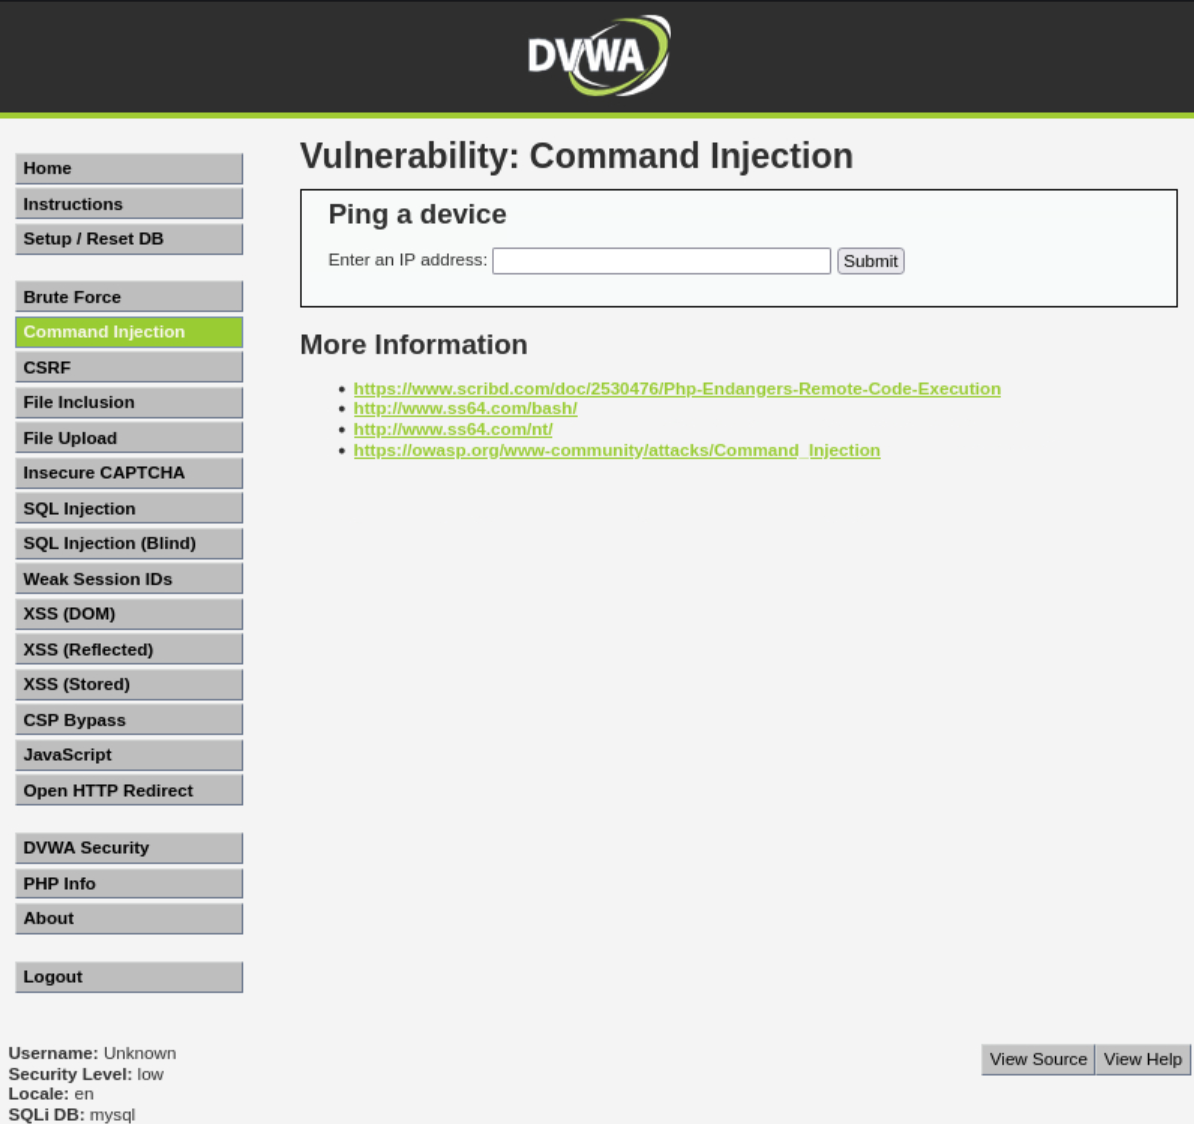 DVWA
Home
Instructions
Setup / Reset DB
Brute Force
Command Injection
CSRF
File Inclusion
File Upload
Insecure CAPTCHA
SQL Injection
SQL Injection (Blind)
Weak Session IDs
XSS (DOM)
XSS (Reflected)
XSS (Stored)
CSP Bypass
JavaScript
Open HTTP Redirect
DVWA Security
PHP Info
About
Logout
Vulnerability: Command Injection
Ping a device
Enter an IP address: Submit
More Information
• https://www.scribd.com/doc/2530476/Php-Endangers-Remote-Code-Execution
• http://www.ss64.com/bash/
• http://www.ss64.com/nt/
• https://owasp.org/www-community/attacks/Command_Injection
Username: Unknown
Security Level: low
Locale: en
SQLi DB: mysql
View Source View Help